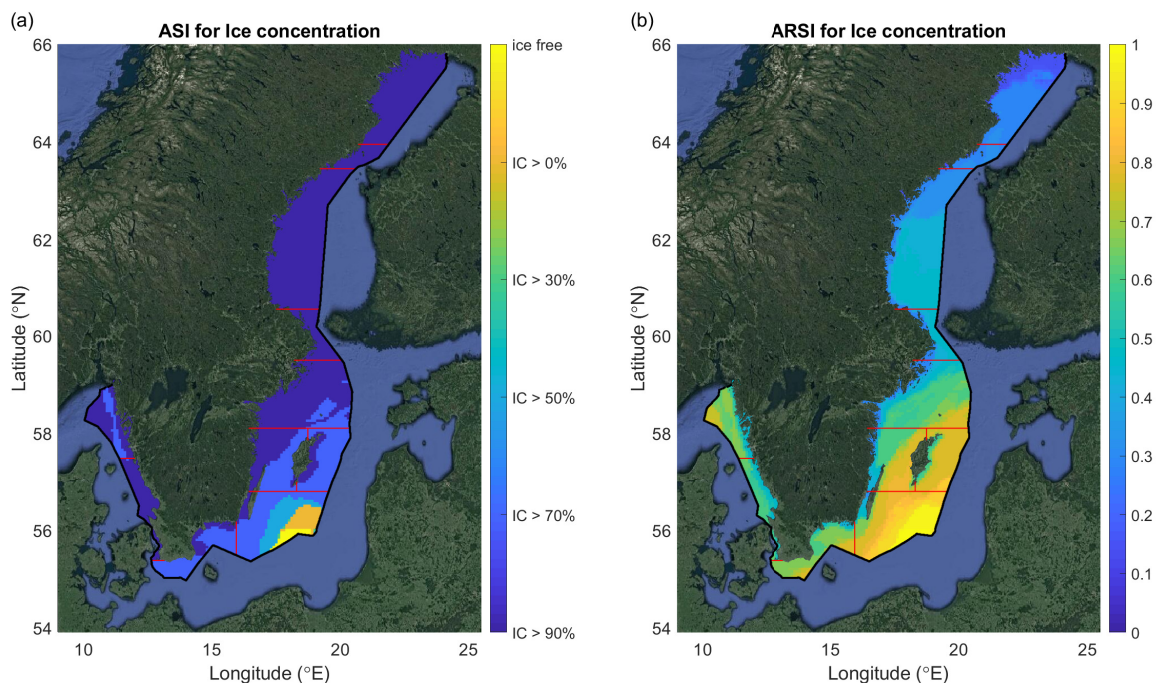 (a)
ASI for Ice concentration
66
64
62
60
58
56
54
Latitude (°N)
10
15
20
25
Longitude (°E)
ice free
IC > 0%
IC > 30%
IC > 50%
IC > 70%
IC > 90%
(b)
ARSI for Ice concentration
66
64
62
60
58
56
54
Latitude (°N)
10
15
20
25
Longitude (°E)
1
0.9
0.8
0.7
0.6
0.5
0.4
0.3
0.2
0.1
0